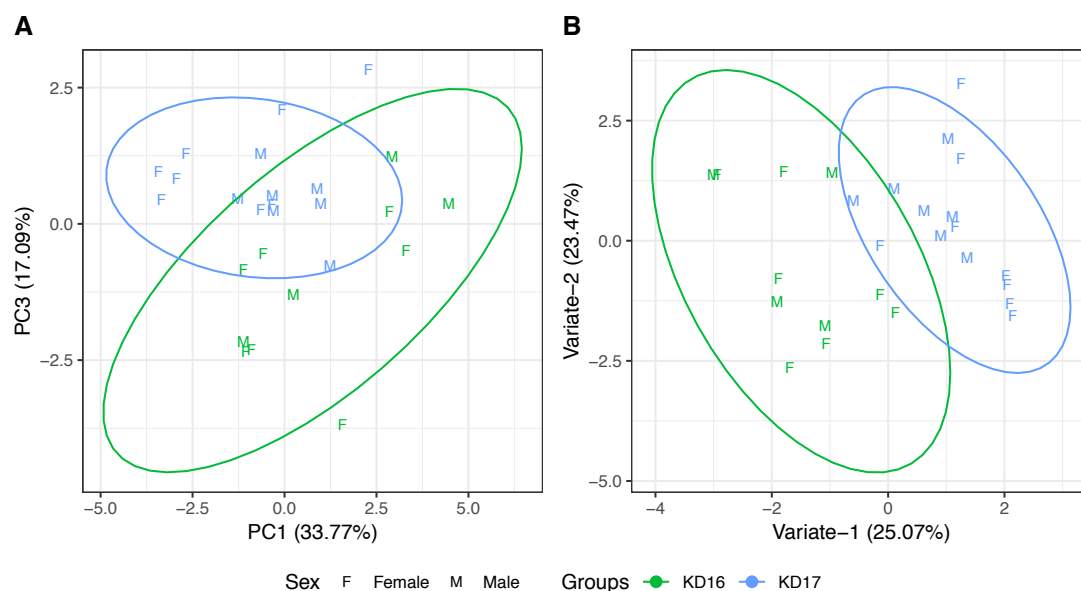 A
B
2.5
0.0
−2.5
PC3 (17.09%)
−5.0
−2.5
0.0
2.5
5.0
PC1 (33.77%)
F
F
F
F
F
F
M
M
M
F
F
M
M
M
M
M
M
F
F
F
F
M
M
F
F
F
2.5
0.0
−2.5
−5.0
Variate−2 (23.47%)
−4
−2
0
2
Variate−1 (25.07%)
F
M
F
M
F
F
M
M
M
M
M
F
M
F
M
F
F
F
M
F
F
F
F
M
F
F
F
Sex F Female M Male Groups KD16 KD17